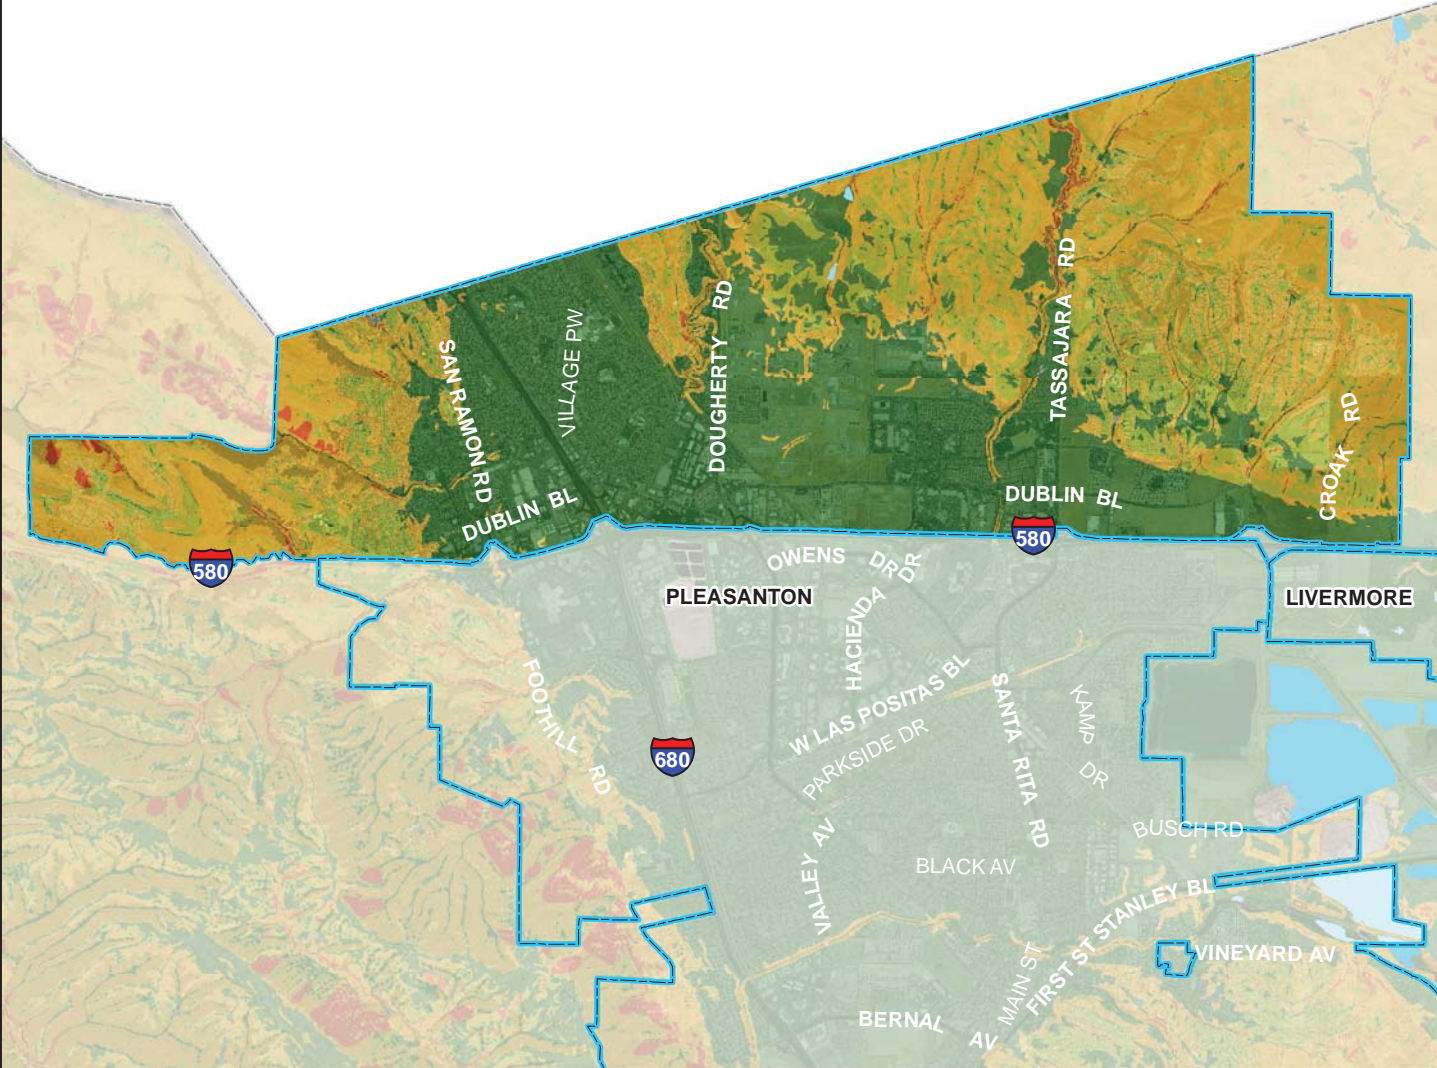 TASSAJARA RD
DOUGHERTY RD
VILLAGE PW
SAN RAMON RD
CROAK RD
DUBLIN BL
DUBLIN BL
580
580
OWENS DR
HACIENDA DR
PLEASANTON
LIVERMORE
FOOTHILL RD
W LAS POSITAS BL
SANTA RITA RD
KAMP DR
680
PARKSIDE DR
VALLEY AV
BUSCH RD
BLACK AV
STANLEY BL
FIRST ST
MAIN ST
VINEYARD AV
BERNAL AV